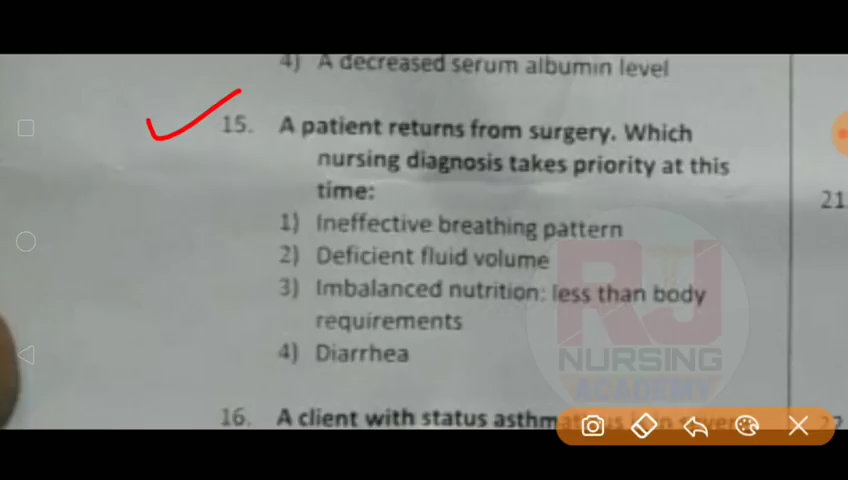 4) A decreased serum albumin level
15. A patient returns from surgery. Which
nursing diagnosis takes priority at this
time:
1) Ineffective breathing pattern
2) Deficient fluid volume
3) Imbalanced nutrition: less than body
requirements
4) Diarrhea
16. A client with status
21
22
RJ
NURSING
ACADEMY